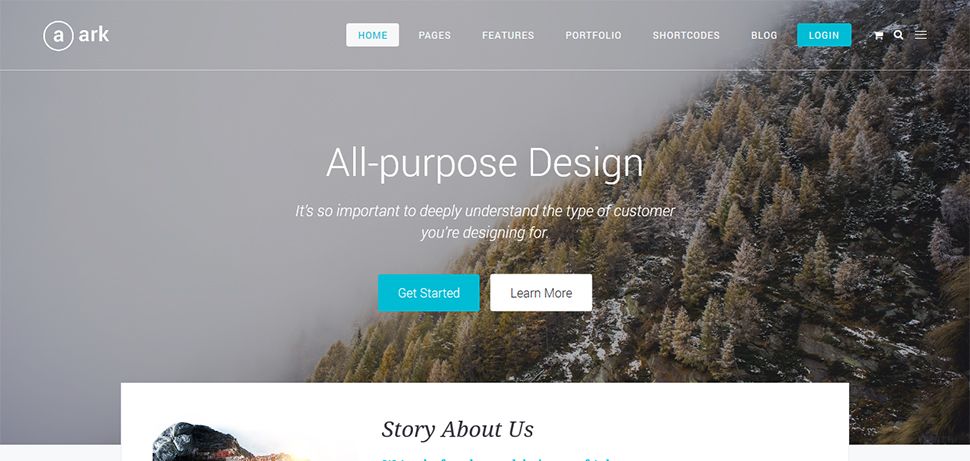 a ark
HOME PAGES FEATURES PORTFOLIO SHORTCODES BLOG LOGIN
All-purpose Design
It's so important to deeply understand the type of customer
you're designing for.
Get Started Learn More
Story About Us